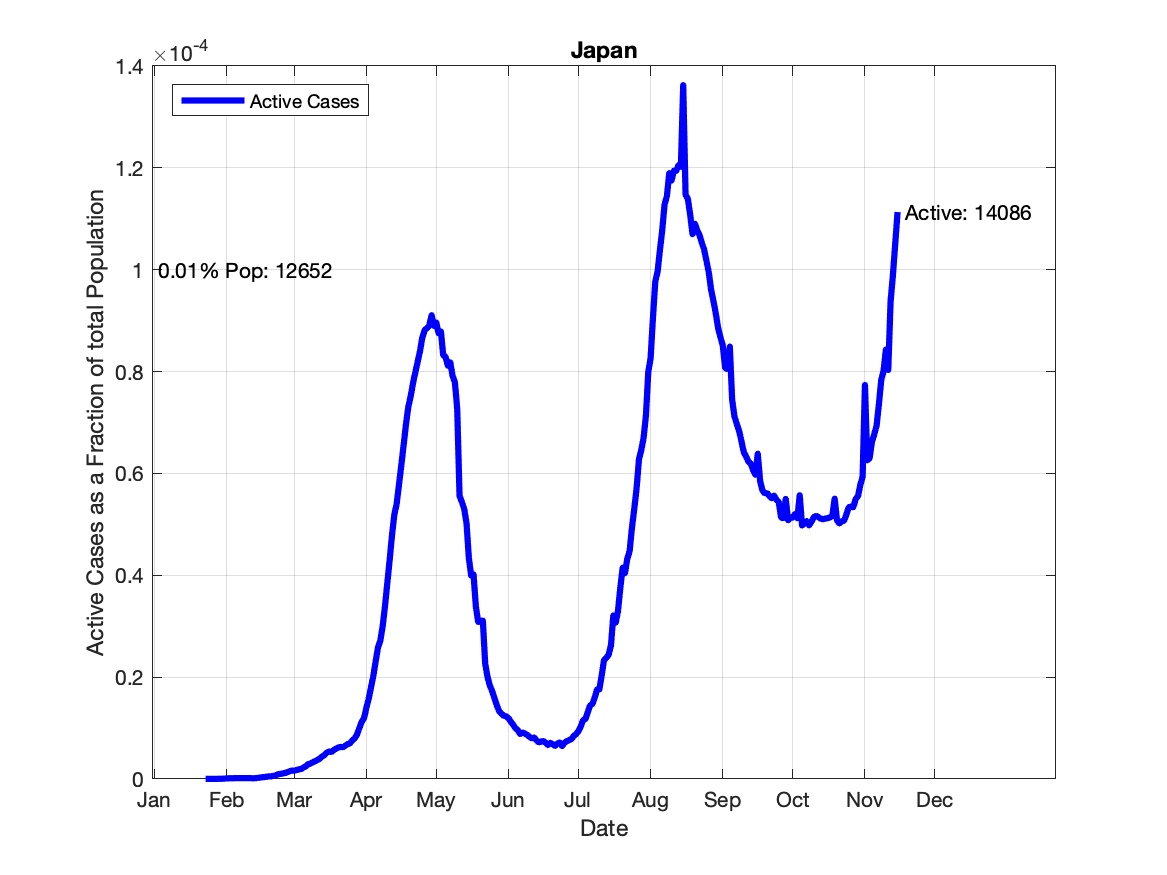 Japan
×10-4
Active Cases
1.4
1.2
1
0.8
0.6
0.4
0.2
0
0.01% Pop: 12652
Active: 14086
Active Cases as a Fraction of total Population
Jan Feb Mar Apr May Jun Jul Aug Sep Oct Nov Dec
Date